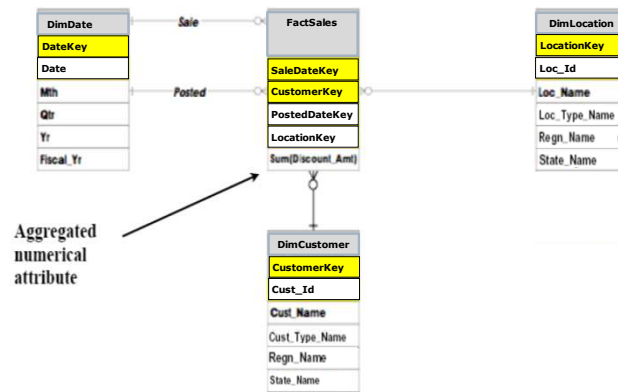 DimDate
DateKey
Date
Mth
Qtr
Yr
Fiscal_Yr
Sale
Posted
FactSales
SaleDateKey
CustomerKey
PostedDateKey
LocationKey
Sum(Discount_Amt)
DimLocation
LocationKey
Loc_Id
Loc_Name
Loc_Type_Name
Regn_Name
State_Name
Aggregated
numerical
attribute
DimCustomer
CustomerKey
Cust_Id
Cust_Name
Cust_Type_Name
Regn_Name
State_Name